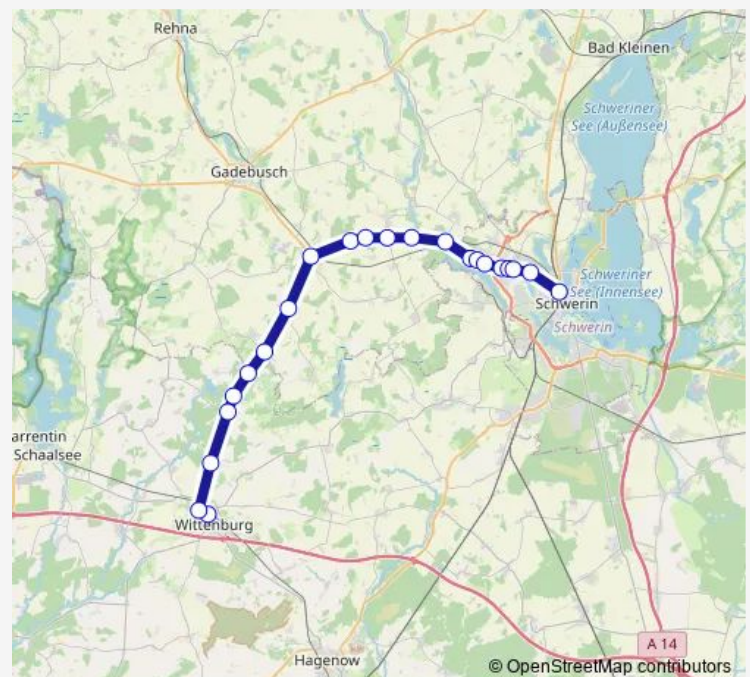 Rehna
Bad Kleinen
Schweriner
See (Außensee)
Gadebusch
Schweriner
See (Innensee)
Schwerin
Schwerin
arrentin
Schaalsee
Wittenburg
A 14
Hagenow
© OpenStreetMap contributors